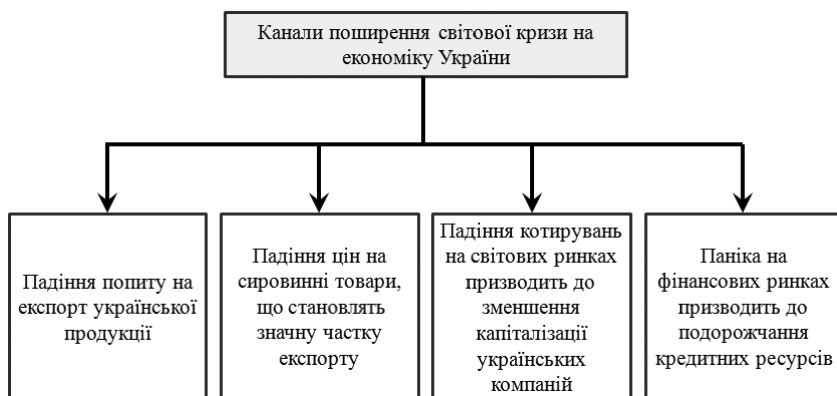 Канали поширення світової кризи на
економіку України
Падіння попиту на
експорт української
продукції
Падіння цін на
сировинні товари,
що становлять
значну частку
експорту
Падіння котирувань
на світових ринках
призводить до
зменшення
капіталізації
українських
компаній
Паніка на
фінансових ринках
призводить до
подорожчання
кредитних ресурсів